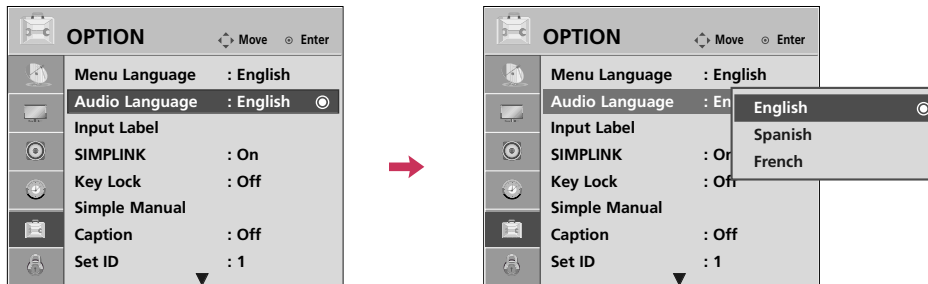 OPTION Move Enter
Menu Language : English
Audio Language : English
Input Label
SIMPLINK : On
Key Lock : Off
Simple Manual
Caption : Off
Set ID : 1
OPTION Move Enter
Menu Language : English
Audio Language : En
Input Label
SIMPLINK : On
Key Lock : Off
Simple Manual
Caption : Off
Set ID : 1
English
Spanish
French